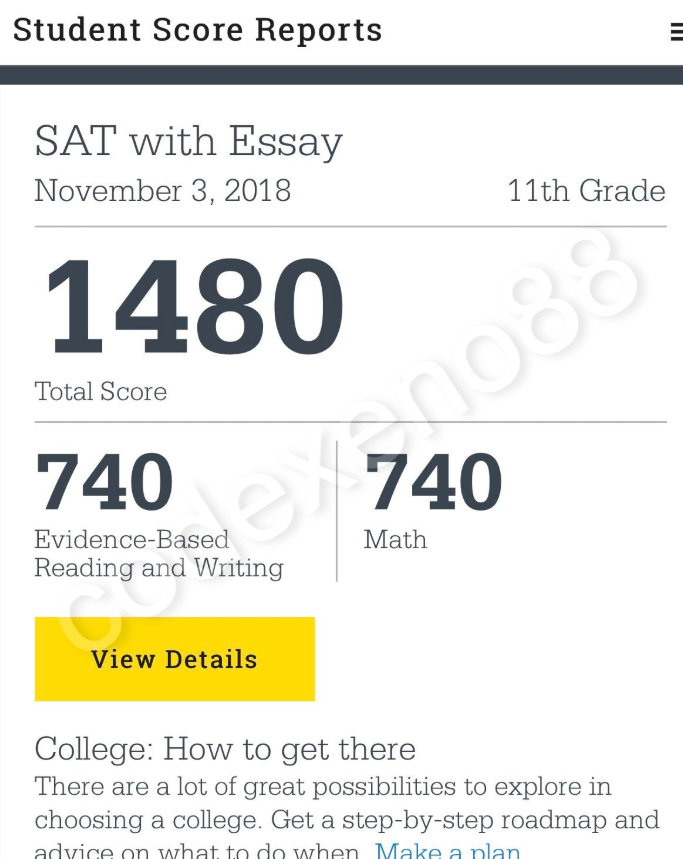 Student Score Reports
SAT with Essay
November 3, 2018 11th Grade
1480
Total Score
740 740
Evidence-Based Math
Reading and Writing
View Details
College: How to get there
There are a lot of great possibilities to explore in
choosing a college. Get a step-by-step roadmap and
advice on what to do when. Make a plan
codexeno88